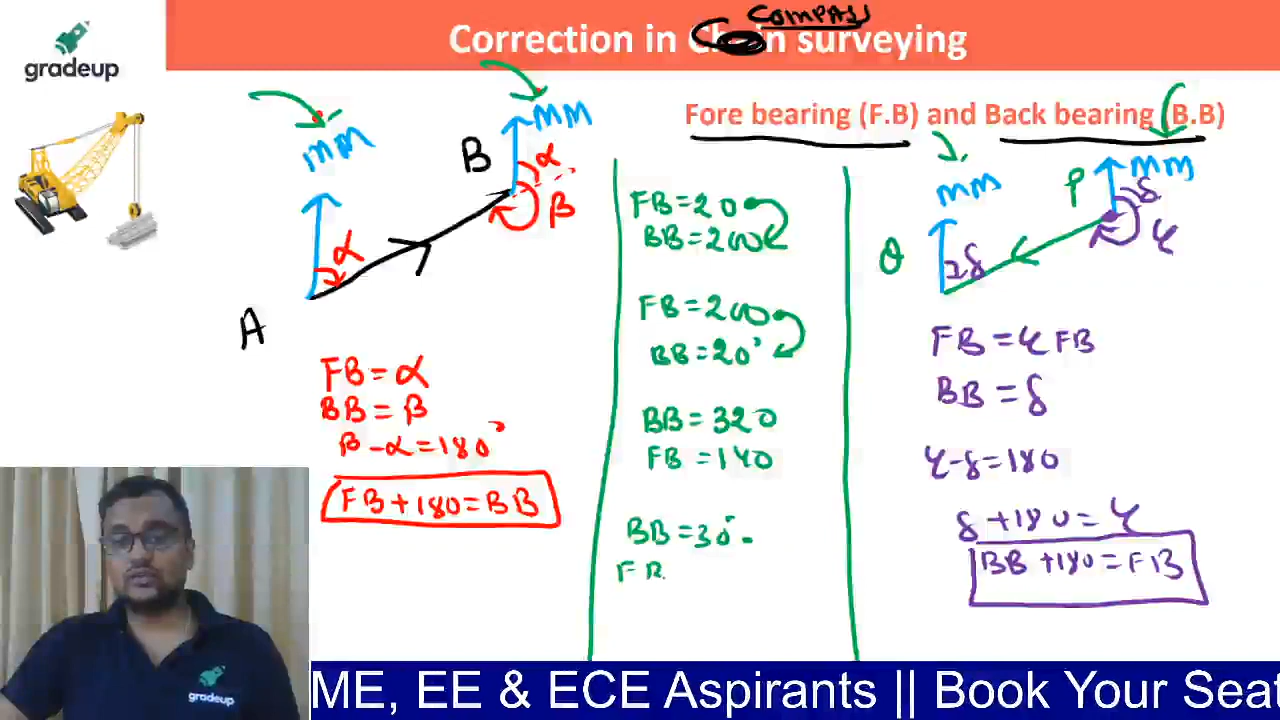 gradeup
COMPASS
Correction in Chain surveying
Fore bearing (F.B) and Back bearing (B.B)
MM
MM
B
α
β
α
A
FB = α
BB = β
β - α = 180°
FB + 180 = BB
FB = 20
BB = 200
FB = 200
BB = 20°
BB = 320
FB = 140
BB = 30°
FB
MM
MM
P
δ
Q
δ
FB = FB
BB = δ
- δ = 180
δ + 180 =
BB + 180 = FB
gradeup
ME, EE & ECE Aspirants || Book Your Seat